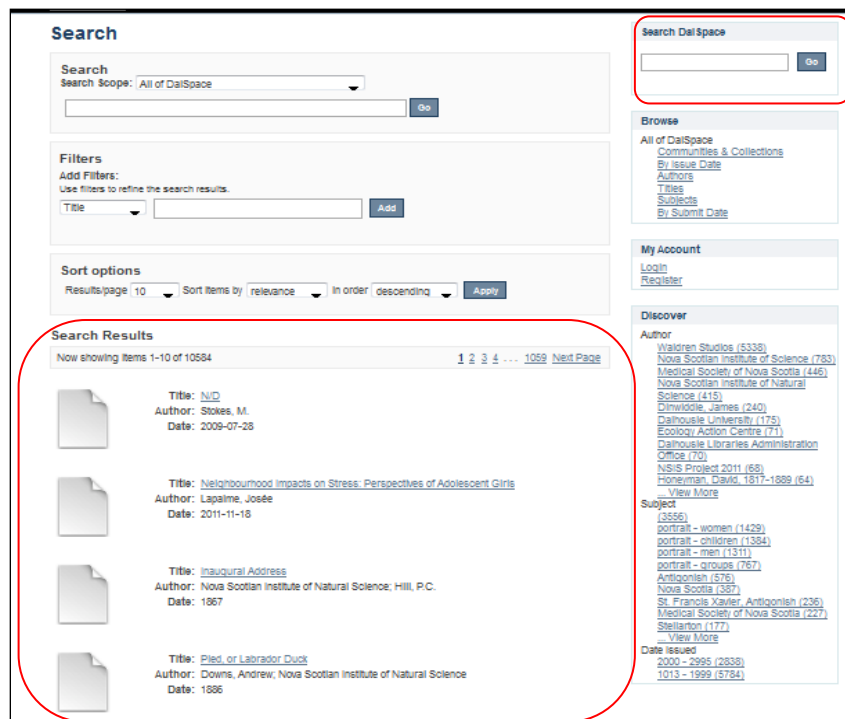 Search
Search
Search Scope: All of DalSpace
Go
Filters
Add Filters:
Use filters to refine the search results.
Title
Add
Sort options
Results/page 10 Sort items by relevance In order descending Apply
Search Results
Now showing items 1-10 of 10584 1 2 3 4 . . . 1059 Next Page
Title: N/D
Author: Stokes, M.
Date: 2009-07-28
Title: Neighbourhood Impacts on Stress: Perspectives of Adolescent Girls
Author: Lapalme, Josée
Date: 2011-11-18
Title: Inaugural Address
Author: Nova Scotian Institute of Natural Science; Hill, P.C.
Date: 1867
Title: Pied, or Labrador Duck
Author: Downs, Andrew; Nova Scotian Institute of Natural Science
Date: 1886
Search DalSpace
Go
Browse
All of DalSpace
Communities & Collections
By Issue Date
Authors
Titles
Subjects
By Submit Date
My Account
Login
Register
Discover
Author
Waldren Studios (5338)
Nova Scotian Institute of Science (783)
Medical Society of Nova Scotia (446)
Nova Scotian Institute of Natural
Science (415)
Dinwiddie, James (240)
Dalhousie University (175)
Ecology Action Centre (71)
Dalhousie Libraries Administration
Office (70)
NSIS Project 2011 (68)
Honeyman, David, 1817-1889 (64)
... View More
Subject
(3556)
portrait - women (1429)
portrait - children (1384)
portrait - men (1311)
portrait - groups (767)
Antigonish (576)
Nova Scotia (387)
St. Francis Xavier, Antigonish (236)
Medical Society of Nova Scotia (227)
Stellarton (177)
... View More
Date Issued
2000 - 2995 (2838)
1013 - 1999 (5784)